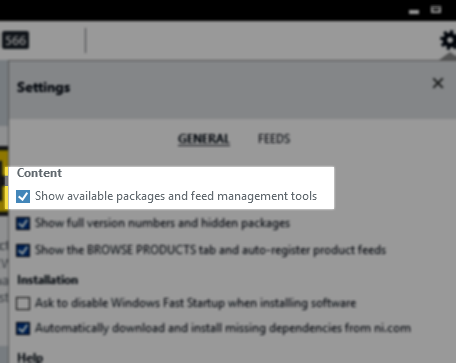 566
Settings
GENERAL FEEDS
Content
Show available packages and feed management tools
Show full version numbers and hidden packages
Show the BROWSE PRODUCTS tab and auto-register product feeds
Installation
Ask to disable Windows Fast Startup when installing software
Automatically download and install missing dependencies from ni.com
Help